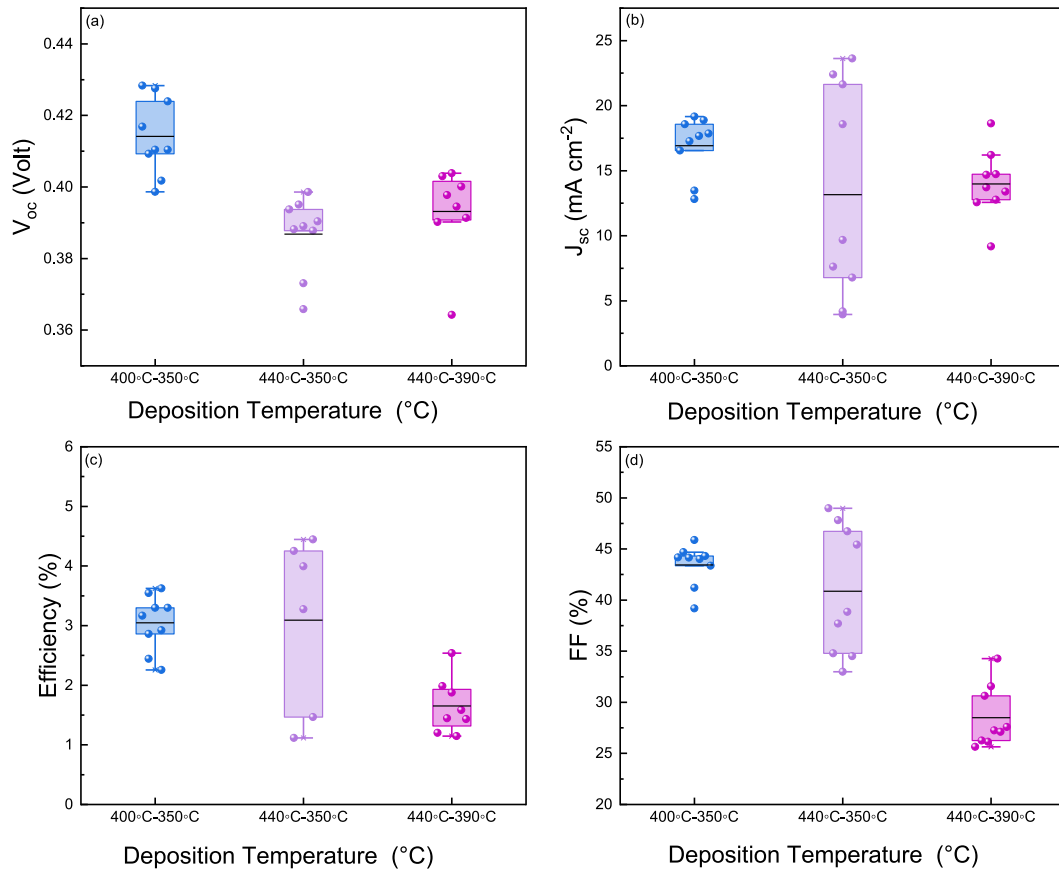 (a)
0.44
0.42
0.40
0.38
0.36
V_oc (Volt)
400°C-350°C
440°C-350°C
440°C-390°C
Deposition Temperature (°C)
(b)
25
20
15
10
5
0
J_sc (mA cm⁻²)
400°C-350°C
440°C-350°C
440°C-390°C
Deposition Temperature (°C)
(c)
6
5
4
3
2
1
0
Efficiency (%)
400°C-350°C
440°C-350°C
440°C-390°C
Deposition Temperature (°C)
(d)
55
50
45
40
35
30
25
20
FF (%)
400°C-350°C
440°C-350°C
440°C-390°C
Deposition Temperature (°C)